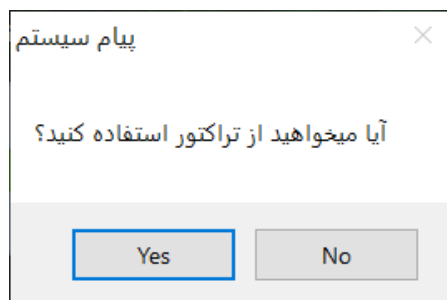 پیام سیستم
آیا میخواهید از تراکتور استفاده کنید؟
Yes
No